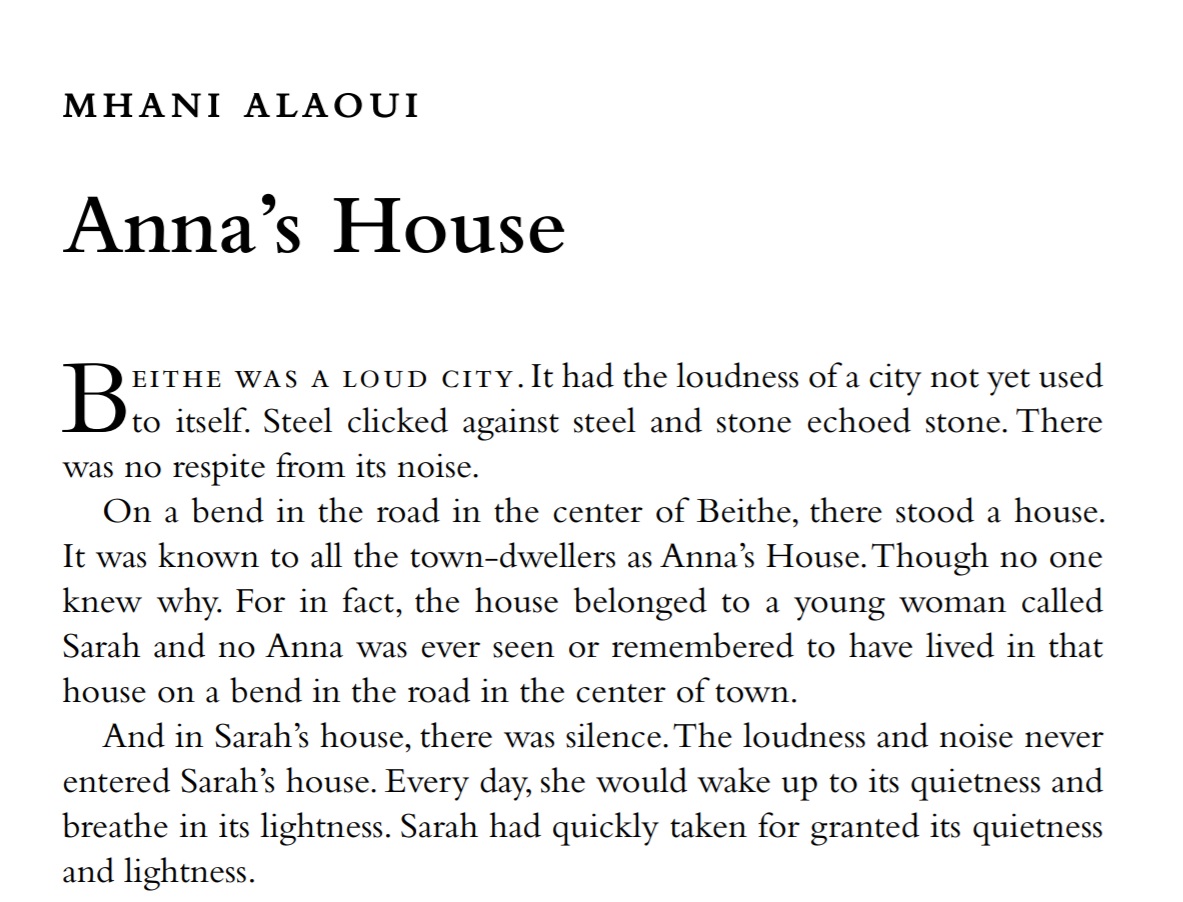 MHANI ALAOUI
Anna’s House
BEITHE WAS A LOUD CITY. It had the loudness of a city not yet used
to itself. Steel clicked against steel and stone echoed stone. There
was no respite from its noise.
On a bend in the road in the center of Beithe, there stood a house.
It was known to all the town-dwellers as Anna’s House. Though no one
knew why. For in fact, the house belonged to a young woman called
Sarah and no Anna was ever seen or remembered to have lived in that
house on a bend in the road in the center of town.
And in Sarah’s house, there was silence. The loudness and noise never
entered Sarah’s house. Every day, she would wake up to its quietness and
breathe in its lightness. Sarah had quickly taken for granted its quietness
and lightness.